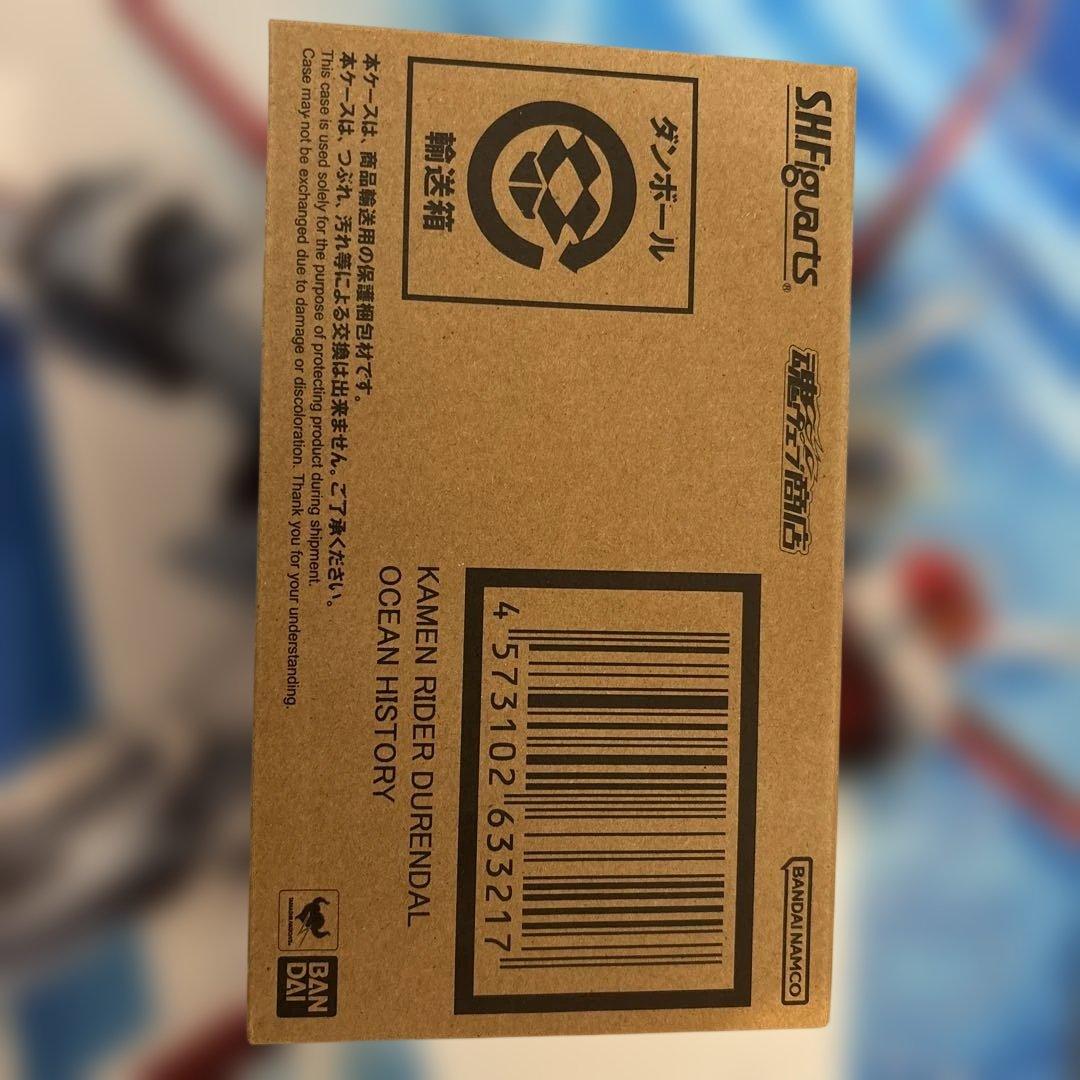 S.H.Figuarts®
魂ウェブ商店
BANDAI NAMCO
ダンボール
輸送箱
4 573102 633217
KAMEN RIDER DURENDAL
OCEAN HISTORY
本ケースは、商品輸送用の保護梱包材です。
本ケースは、つぶれ、汚れ等による交換は出来ません。ご了承ください。
This case is used solely for the purpose of protecting product during shipment.
Case may not be exchanged due to damage or discoloration. Thank you for your understanding.
TAMASHII NATIONS
BAN
DAI